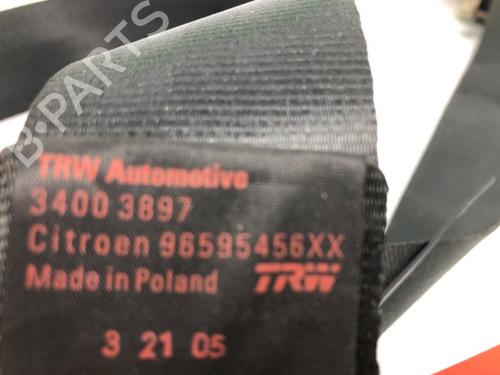 B-PARTS
TRW Automotive
3400 3897
Citroen 96595456XX
Made in Poland TRW
3 21 05